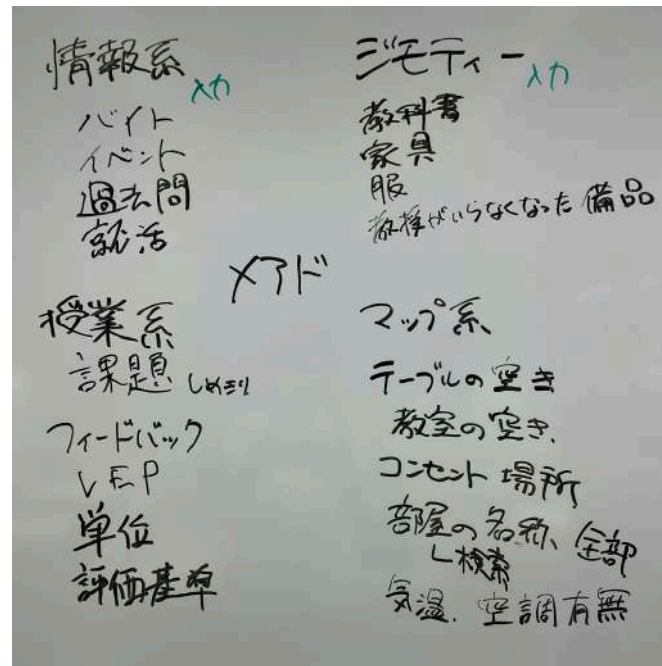 情報系
入力
バイト
イベント
過去問
就活
ジモティー
入力
教科書
家具
服
教授がいらなくなった備品
メアド
授業系
課題 しめきり
フィードバック
LEP
単位
評価基準
マップ系
テーブルの空き
教室の空き.
コンセント場所
部屋の名称、全部
検索
気温、空調有無